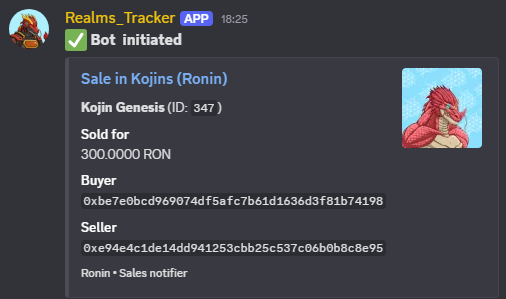 Realms_Tracker APP 18:25
Bot initiated
Sale in Kojins (Ronin)
Kojin Genesis (ID: 347)
Sold for
300.0000 RON
Buyer
0xbe7e0bcd969074df5afc7b61d1636d3f81b74198
Seller
0xe94e4c1de14dd941253cbb25c537c06b0b8c8e95
Ronin • Sales notifier